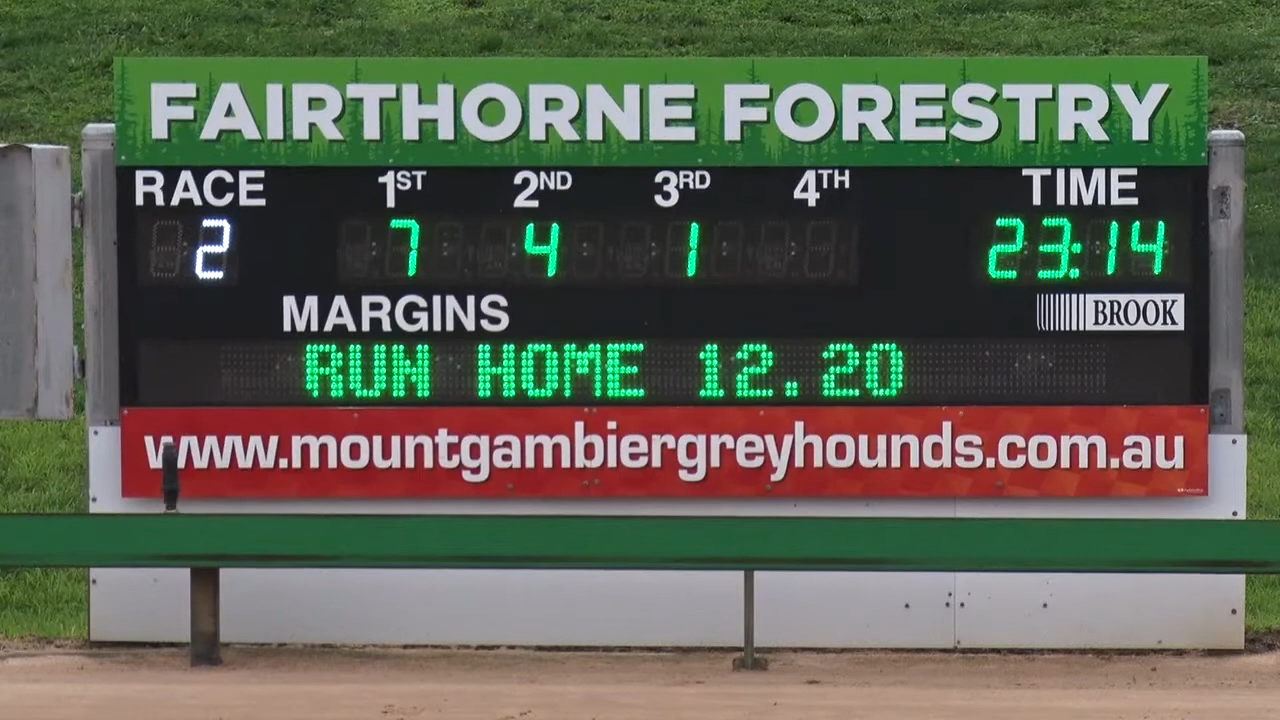 FAIRTHORNE FORESTRY
RACE 1ST 2ND 3RD 4TH TIME
2 7 4 1 23:14
MARGINS BROOK
RUN HOME 12.20
www.mountgambiergreyhounds.com.au